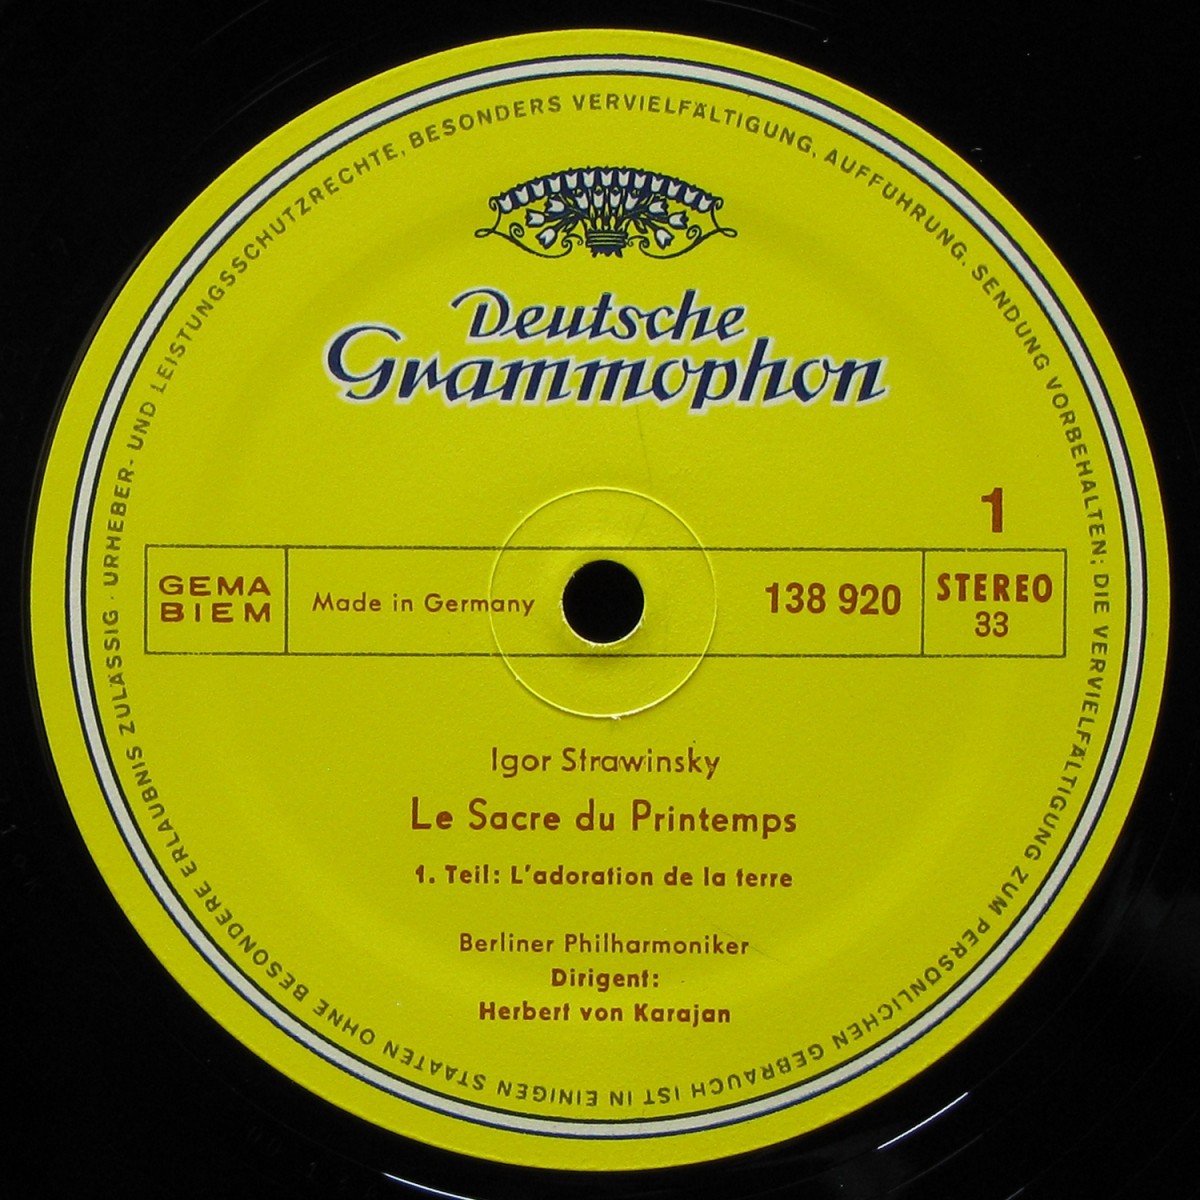 URHEBER- UND LEISTUNGSSCHUTZRECHTE, BESONDERS VERVIELFÄLTIGUNG, AUFFÜHRUNG, SENDUNG VORBEHALTEN; DIE VERVIELFÄLTIGUNG ZUM PERSÖNLICHEN GEBRAUCH IST IN EINIGEN STAATEN OHNE BESONDERE ERLAUBNIS ZULÄSSIG ·
Deutsche
Grammophon
1
GEMA
BIEM
Made in Germany
138 920
STEREO
33
Igor Strawinsky
Le Sacre du Printemps
1. Teil: L'adoration de la terre
Berliner Philharmoniker
Dirigent:
Herbert von Karajan